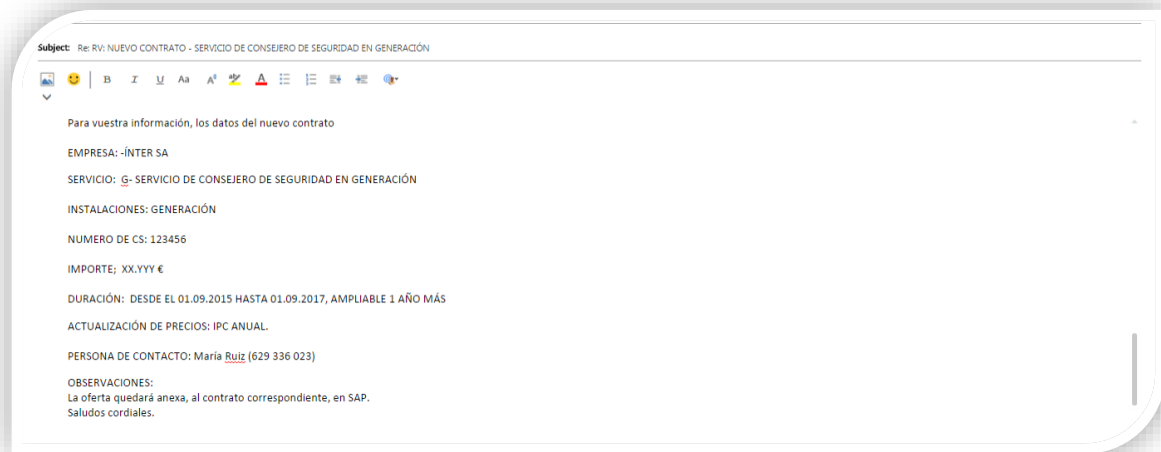 Subject: Re: RV: NUEVO CONTRATO - SERVICIO DE CONSEJERO DE SEGURIDAD EN GENERACIÓN
B I U Aa A aby A
Para vuestra información, los datos del nuevo contrato
EMPRESA: -ÍNTER SA
SERVICIO: G- SERVICIO DE CONSEJERO DE SEGURIDAD EN GENERACIÓN
INSTALACIONES: GENERACIÓN
NUMERO DE CS: 123456
IMPORTE; XX.YYY €
DURACIÓN: DESDE EL 01.09.2015 HASTA 01.09.2017, AMPLIABLE 1 AÑO MÁS
ACTUALIZACIÓN DE PRECIOS: IPC ANUAL.
PERSONA DE CONTACTO: María Ruiz (629 336 023)
OBSERVACIONES:
La oferta quedará anexa, al contrato correspondiente, en SAP.
Saludos cordiales.